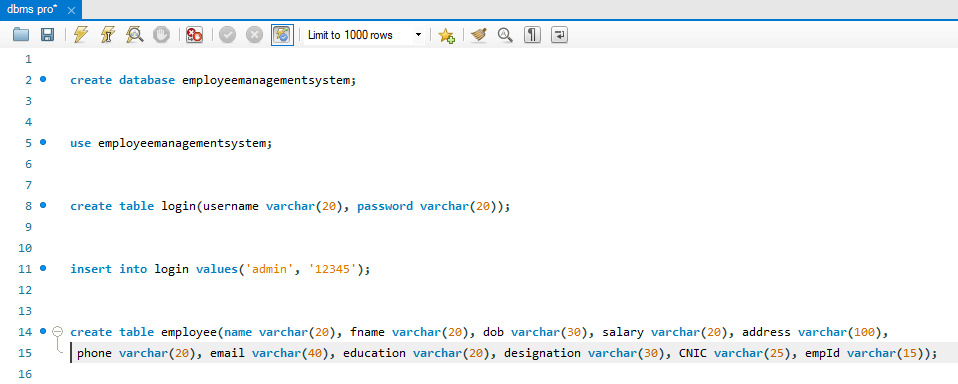 dbms pro*
Limit to 1000 rows
1
2 create database employeemanagementsystem;
3
4
5 use employeemanagementsystem;
6
7
8 create table login(username varchar(20), password varchar(20));
9
10
11 insert into login values('admin', '12345');
12
13
14 create table employee(name varchar(20), fname varchar(20), dob varchar(30), salary varchar(20), address varchar(100),
15 phone varchar(20), email varchar(40), education varchar(20), designation varchar(30), CNIC varchar(25), empId varchar(15));
16